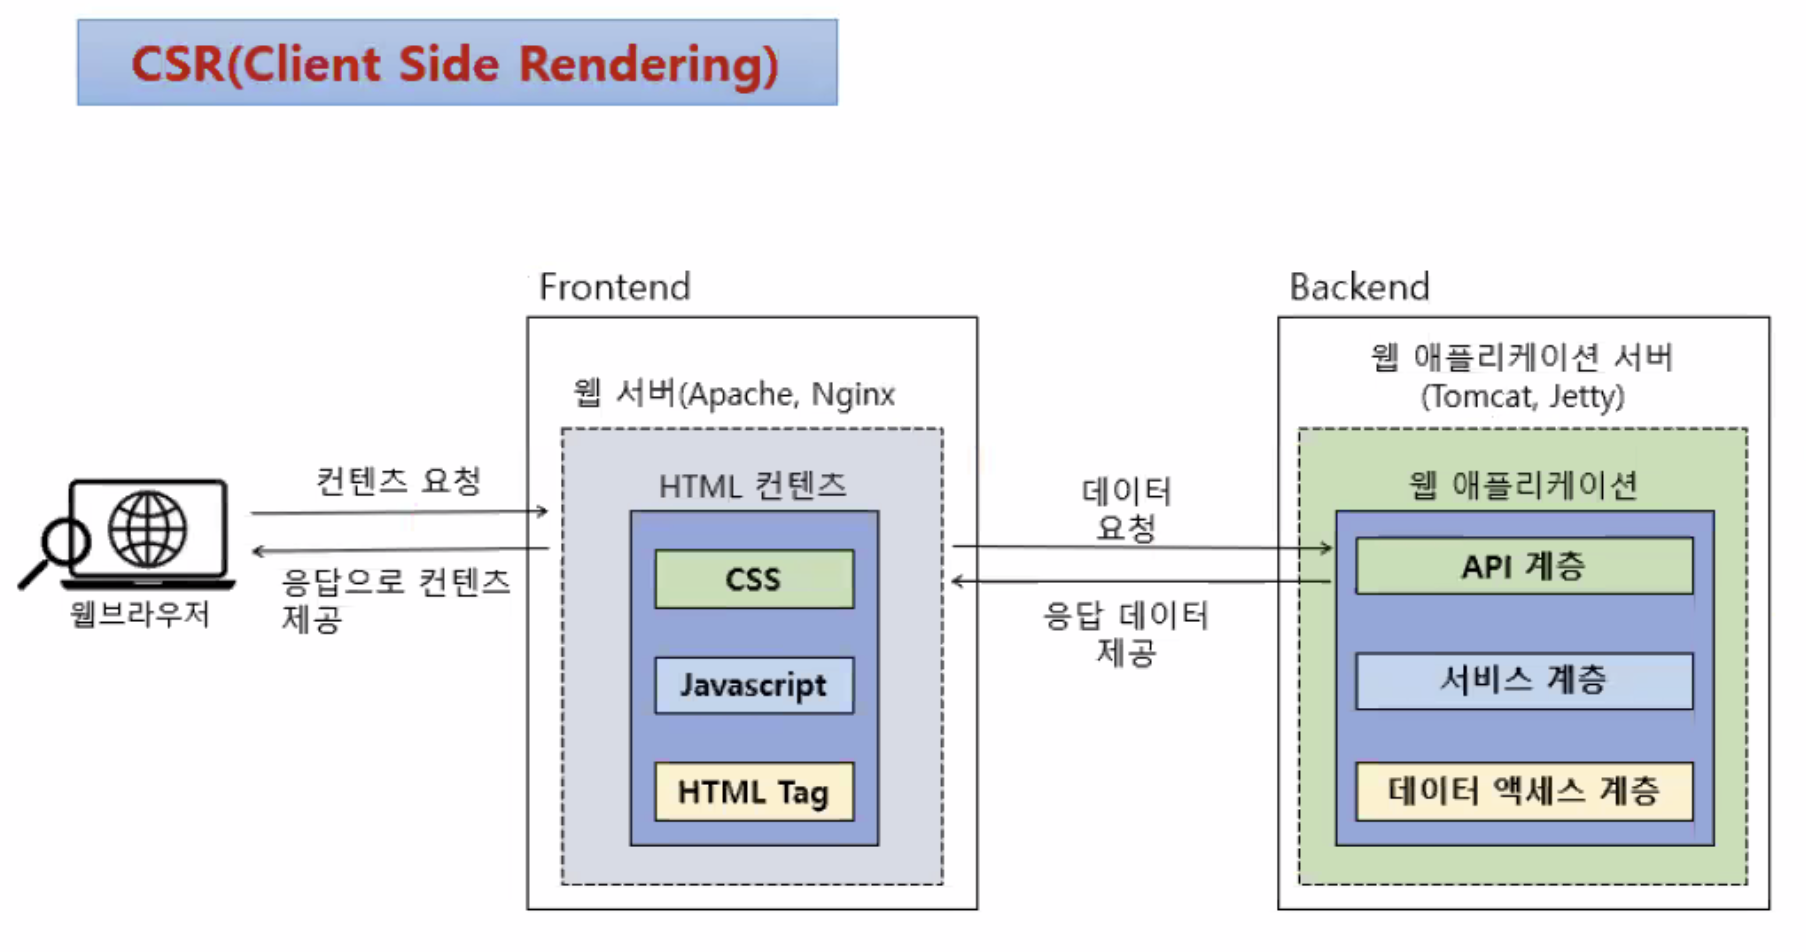 CSR(Client Side Rendering)
Frontend
웹 서버(Apache, Nginx
HTML 컨텐츠
CSS
Javascript
HTML Tag
컨텐츠 요청
응답으로 컨텐츠
제공
웹브라우저
데이터
요청
응답 데이터
제공
Backend
웹 애플리케이션 서버
(Tomcat, Jetty)
웹 애플리케이션
API 계층
서비스 계층
데이터 액세스 계층